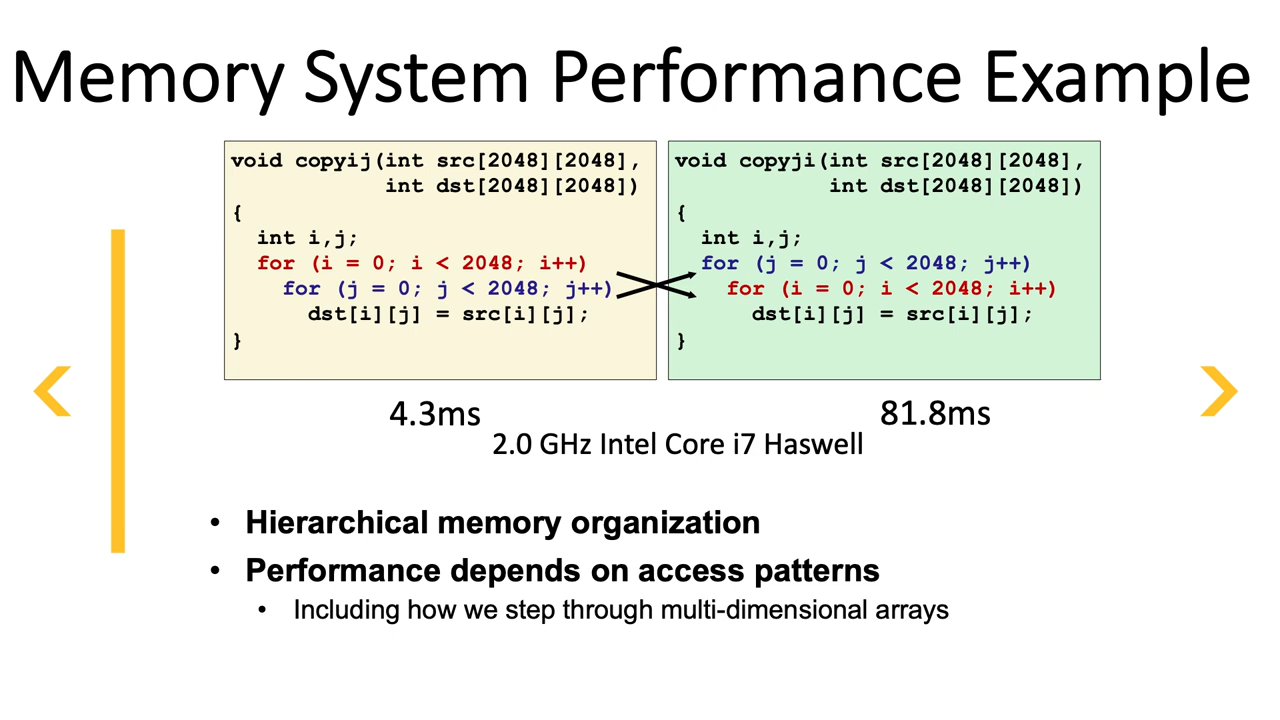 Memory System Performance Example
void copyij(int src[2048][2048],
            int dst[2048][2048])
{
  int i,j;
  for (i = 0; i < 2048; i++)
    for (j = 0; j < 2048; j++)
      dst[i][j] = src[i][j];
}
void copyji(int src[2048][2048],
            int dst[2048][2048])
{
  int i,j;
  for (j = 0; j < 2048; j++)
    for (i = 0; i < 2048; i++)
      dst[i][j] = src[i][j];
}
4.3ms
81.8ms
2.0 GHz Intel Core i7 Haswell
• Hierarchical memory organization
• Performance depends on access patterns
• Including how we step through multi-dimensional arrays